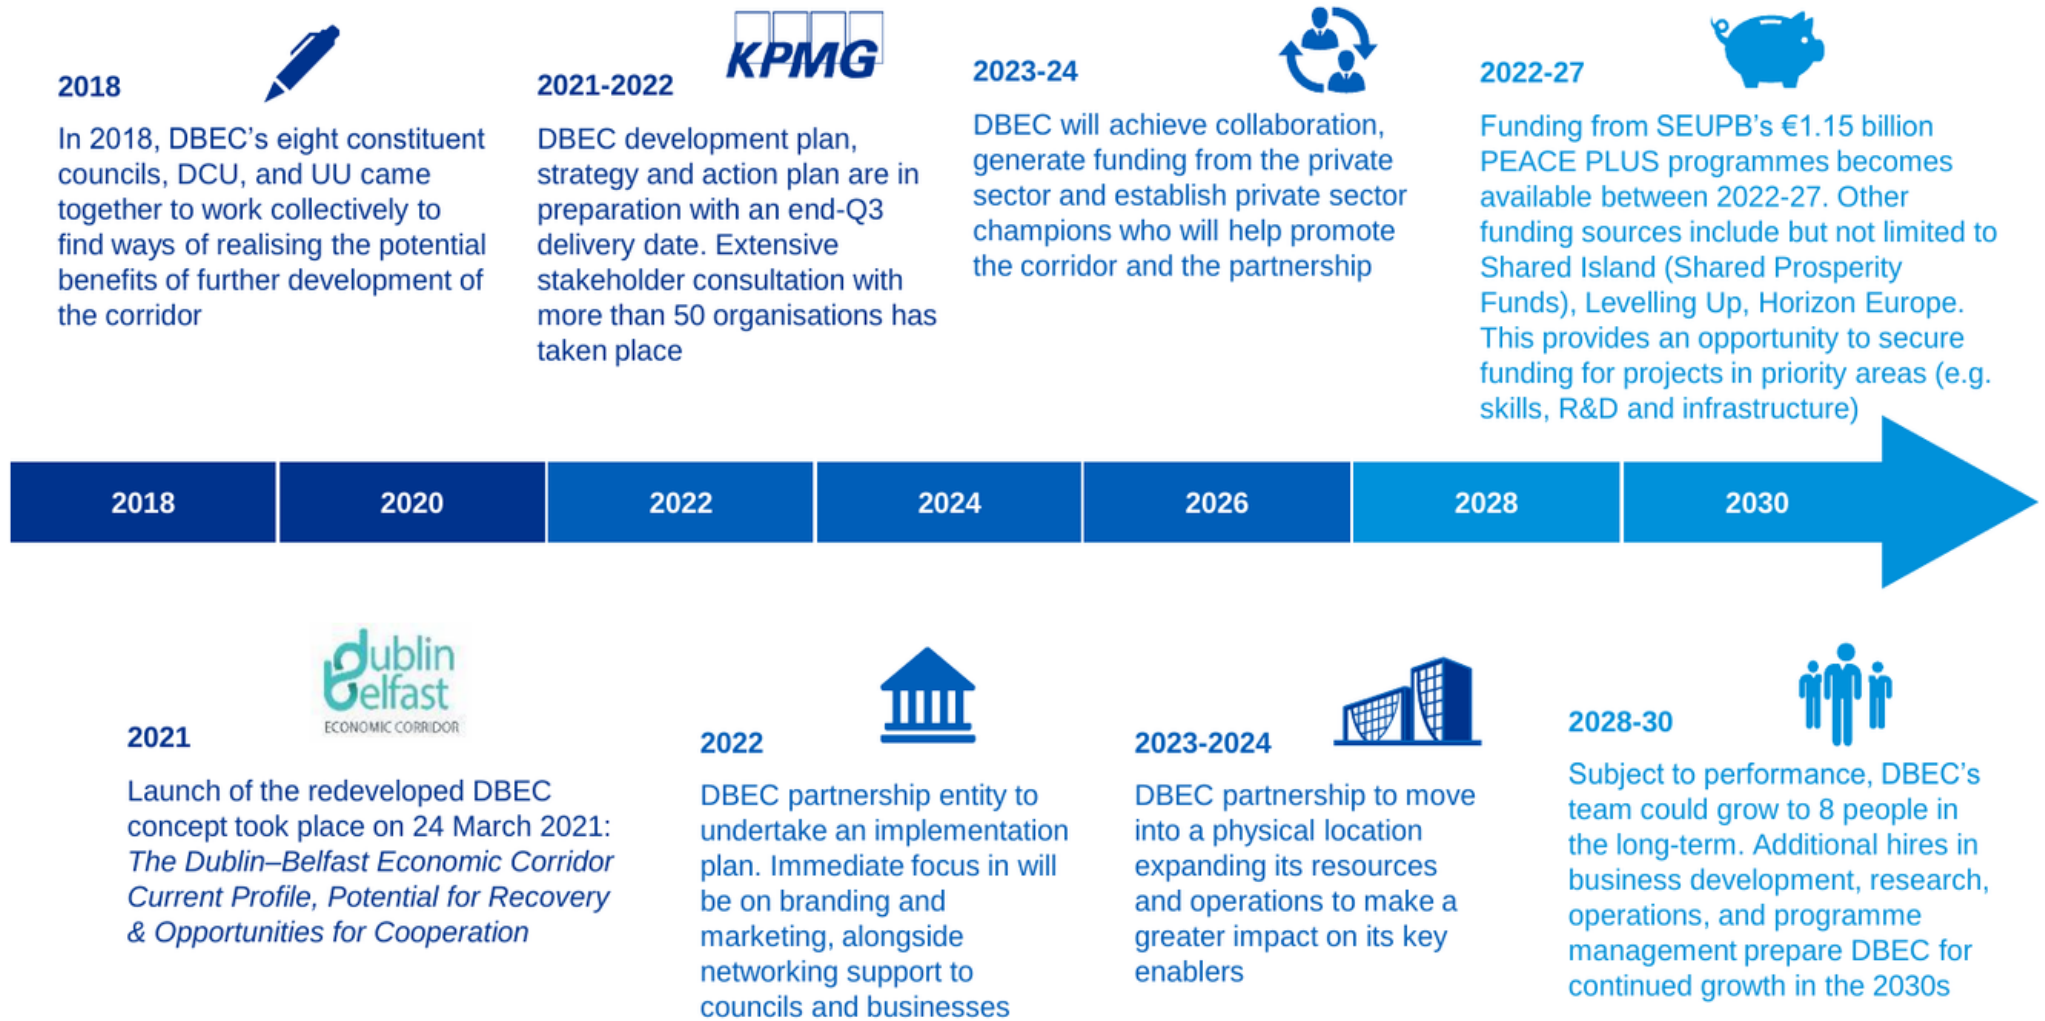 2018
In 2018, DBEC’s eight constituent
councils, DCU, and UU came
together to work collectively to
find ways of realising the potential
benefits of further development of
the corridor
KPMG
2021-2022
DBEC development plan,
strategy and action plan are in
preparation with an end-Q3
delivery date. Extensive
stakeholder consultation with
more than 50 organisations has
taken place
2023-24
DBEC will achieve collaboration,
generate funding from the private
sector and establish private sector
champions who will help promote
the corridor and the partnership
2022-27
Funding from SEUPB’s €1.15 billion
PEACE PLUS programmes becomes
available between 2022-27. Other
funding sources include but not limited to
Shared Island (Shared Prosperity
Funds), Levelling Up, Horizon Europe.
This provides an opportunity to secure
funding for projects in priority areas (e.g.
skills, R&D and infrastructure)
2018
2020
2022
2024
2026
2028
2030
dublin
belfast
ECONOMIC CORRIDOR
2021
Launch of the redeveloped DBEC
concept took place on 24 March 2021:
The Dublin–Belfast Economic Corridor
Current Profile, Potential for Recovery
& Opportunities for Cooperation
2022
DBEC partnership entity to
undertake an implementation
plan. Immediate focus in will
be on branding and
marketing, alongside
networking support to
councils and businesses
2023-2024
DBEC partnership to move
into a physical location
expanding its resources
and operations to make a
greater impact on its key
enablers
2028-30
Subject to performance, DBEC’s
team could grow to 8 people in
the long-term. Additional hires in
business development, research,
operations, and programme
management prepare DBEC for
continued growth in the 2030s